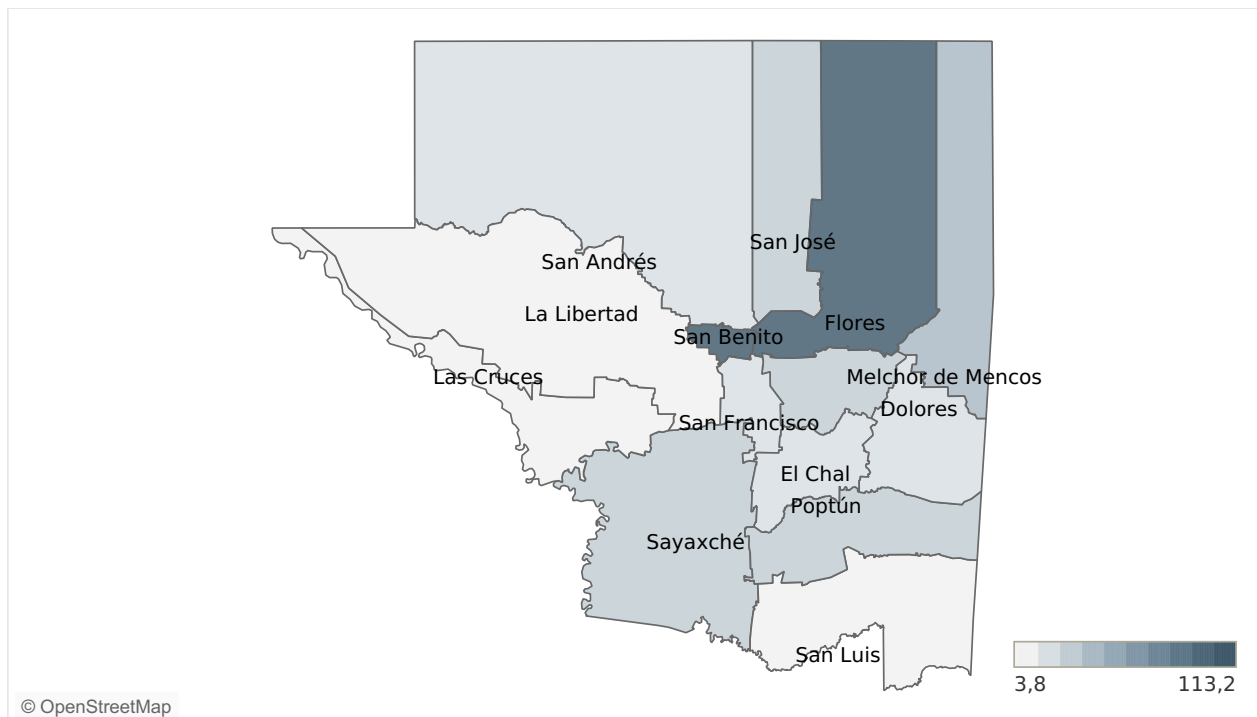 San José
San Andrés
La Libertad
Flores
San Benito
Las Cruces
Melchor de Mencos
Dolores
San Francisco
El Chal
Poptún
Sayaxché
San Luis
3,8
113,2
© OpenStreetMap